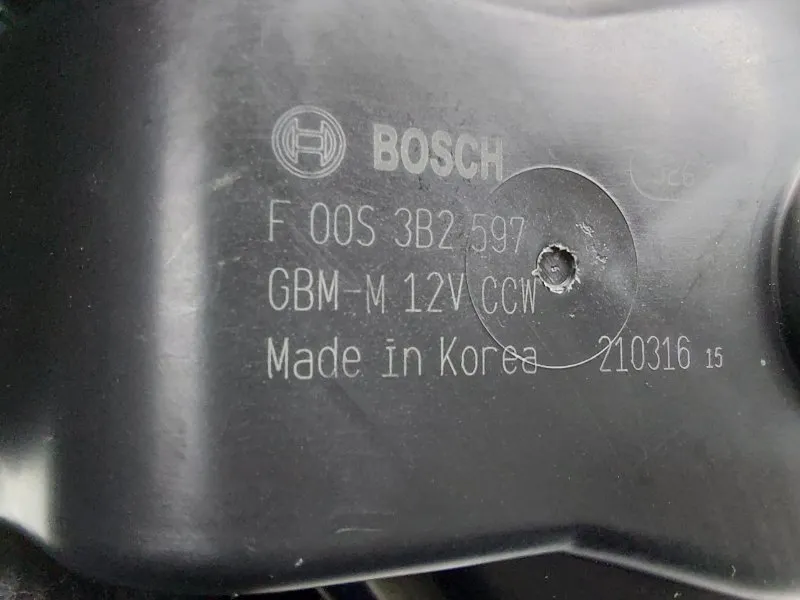 BOSCH
F 00S 3B2 597
GBM-M 12V CCW
Made in Korea 210316 15